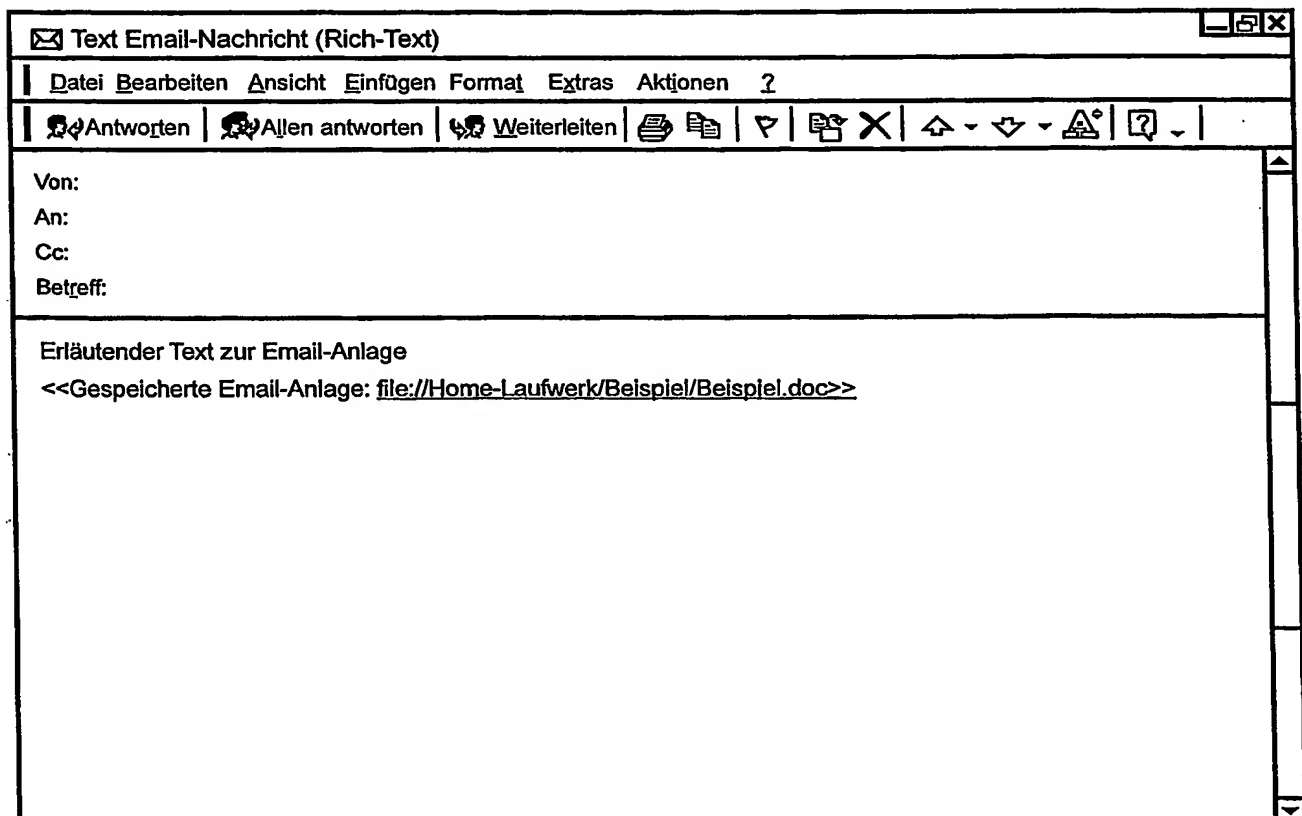 Text Email-Nachricht (Rich-Text)
Datei Bearbeiten Ansicht Einfügen Format Extras Aktionen ?
Antworten Allen antworten Weiterleiten
Von:
An:
Cc:
Betreff:
Erläutender Text zur Email-Anlage
<<Gespeicherte Email-Anlage: file://Home-Laufwerk/Beispiel/Beispiel.doc>>